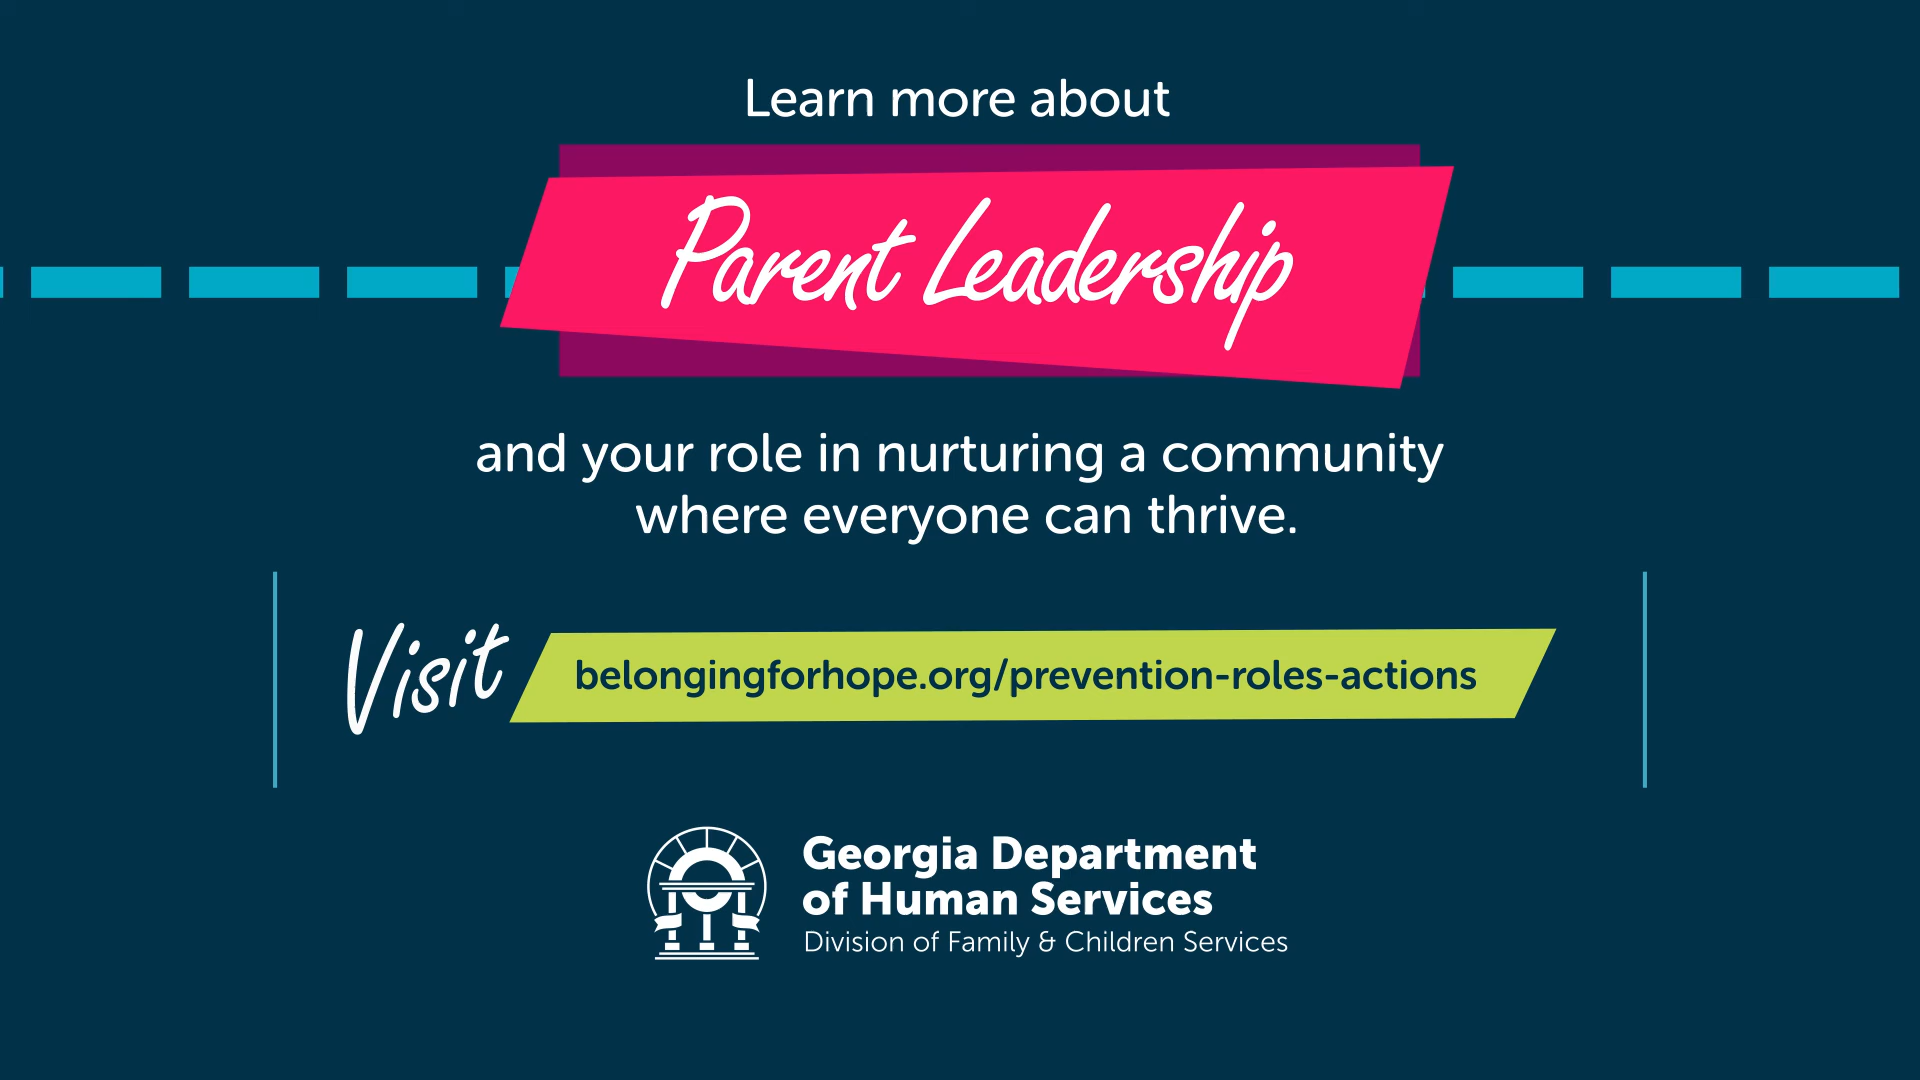 Learn more about
Parent Leadership
and your role in nurturing a community
where everyone can thrive.
Visit belongingforhope.org/prevention-roles-actions
Georgia Department
of Human Services
Division of Family & Children Services